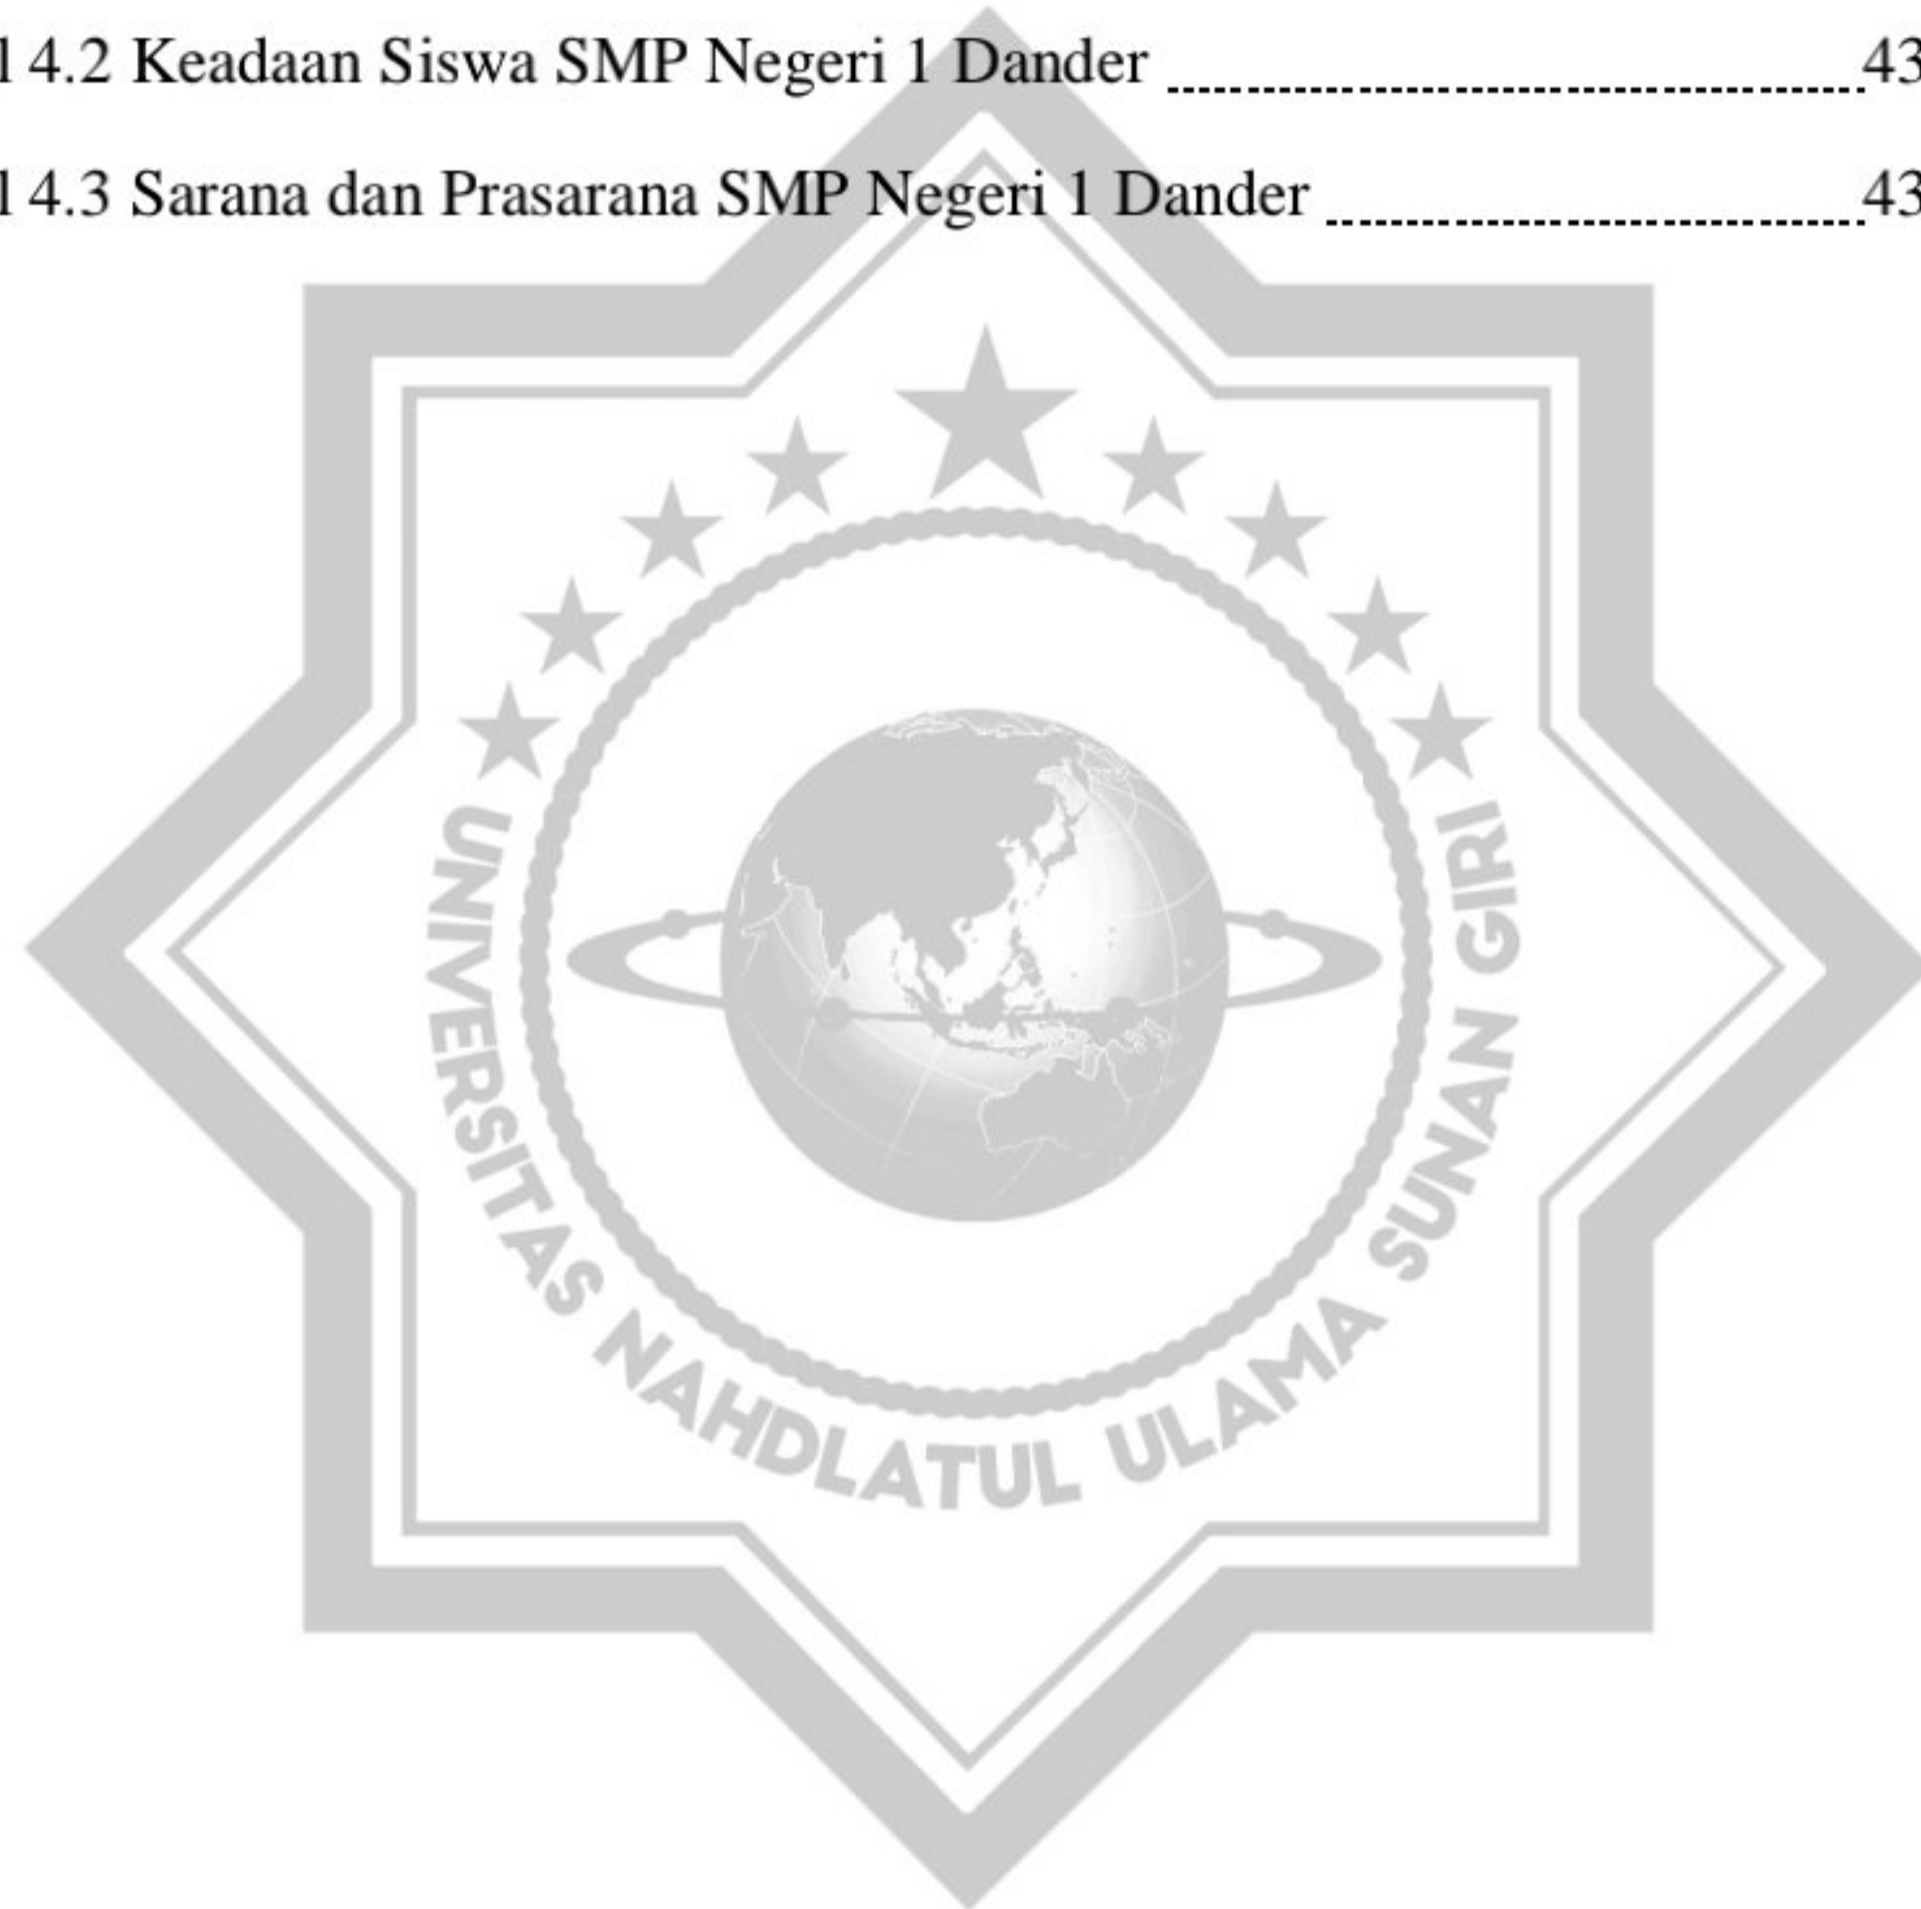 l 4.2 Keadaan Siswa SMP Negeri 1 Dander 43
l 4.3 Sarana dan Prasarana SMP Negeri 1 Dander 43
UNIVERSITAS NAHDLATUL ULAMA SUNAN GIRI